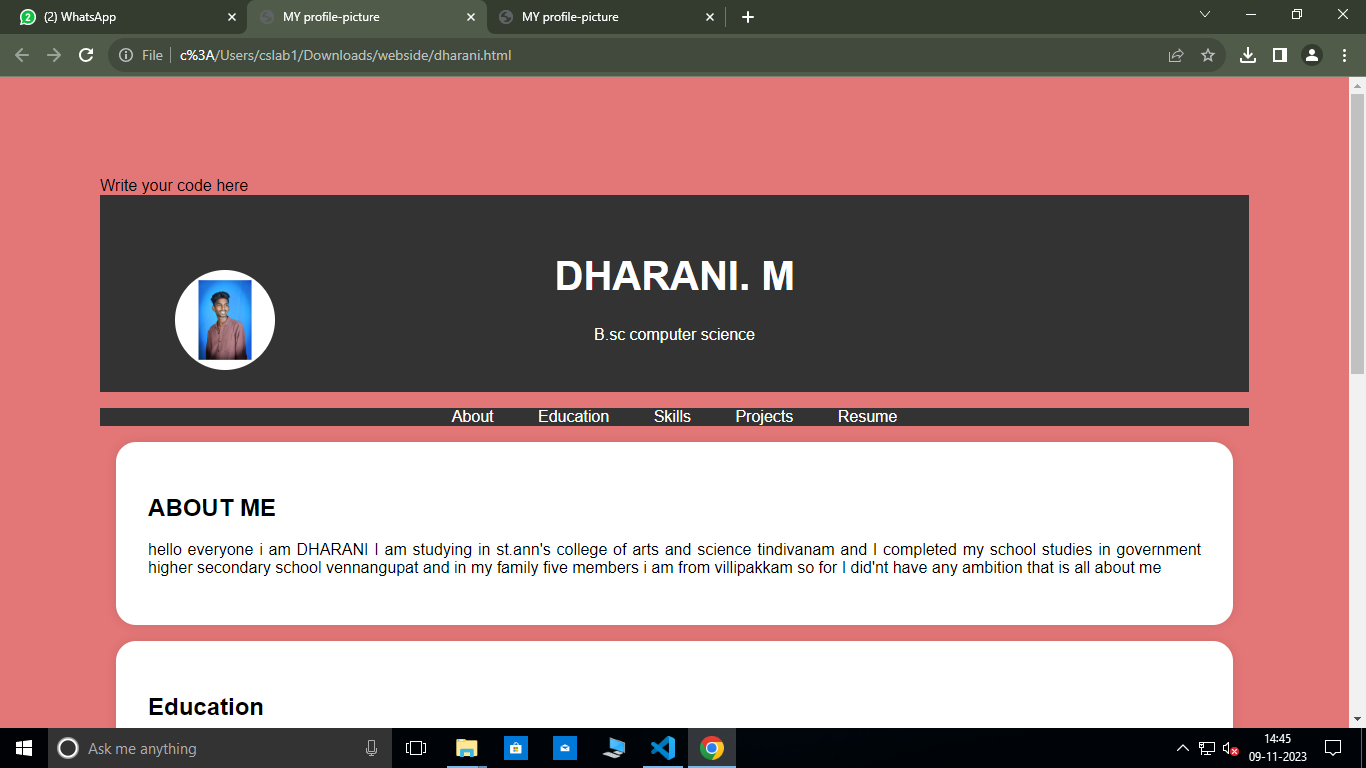 (2) WhatsApp
MY profile-picture
MY profile-picture
File
c%3A/Users/cslab1/Downloads/webside/dharani.html
Write your code here
DHARANI. M
B.sc computer science
About Education Skills Projects Resume
ABOUT ME
hello everyone i am DHARANI I am studying in st.ann's college of arts and science tindivanam and I completed my school studies in government
higher secondary school vennangupat and in my family five members i am from villipakkam so for I did'nt have any ambition that is all about me
Education
Ask me anything
14:45
09-11-2023